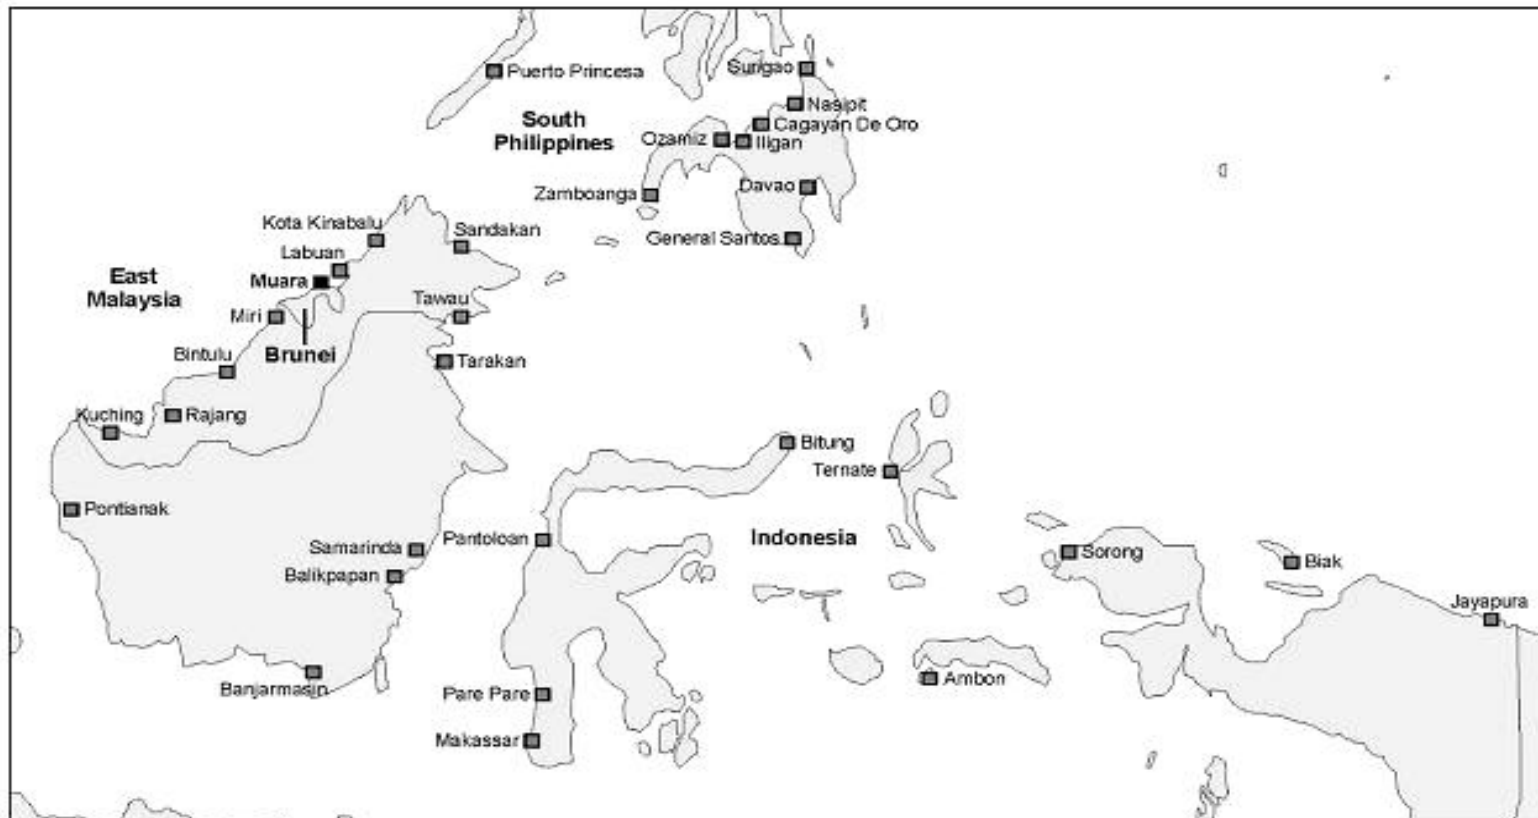 Puerto Princesa
Surigao
Nasipit
South
Philippines
Cagayan De Oro
Ozamiz
Iligan
Zamboanga
Davao
Kota Kinabalu
Sandakan
General Santos
Labuan
East
Malaysia
Muara
Tawau
Miri
Brunei
Bintulu
Tarakan
Kuching
Rajang
Bitung
Ternate
Pontianak
Pantoloan
Indonesia
Samarinda
Sorong
Balikpapan
Biak
Jayapura
Ambon
Banjarmasin
Pare Pare
Makassar